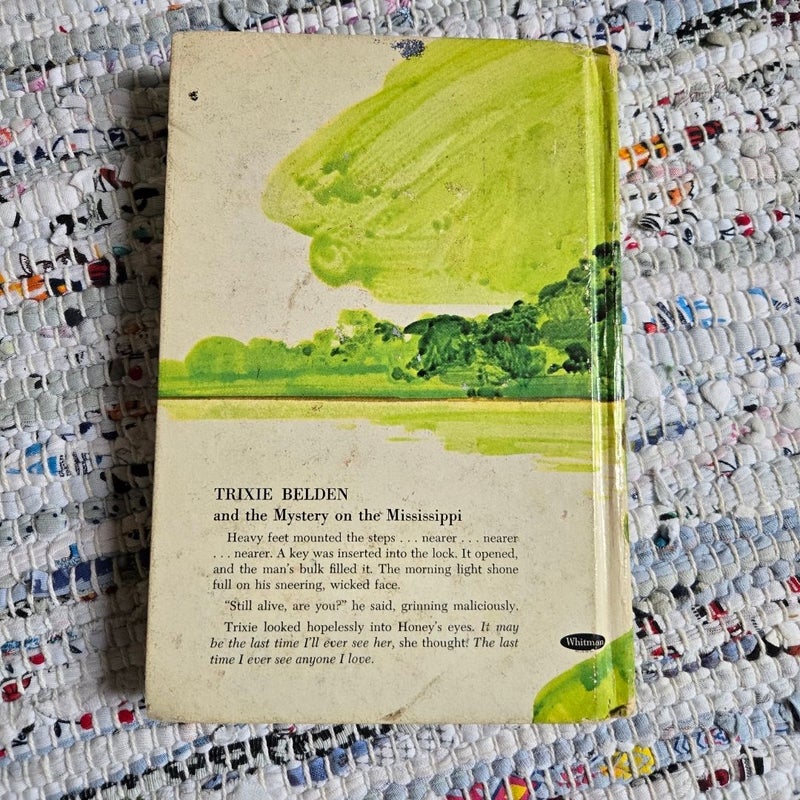 TRIXIE BELDEN
and the Mystery on the Mississippi
Heavy feet mounted the steps . . . nearer . . . nearer
. . . nearer. A key was inserted into the lock. It opened,
and the man's bulk filled it. The morning light shone
full on his sneering, wicked face.
"Still alive, are you?" he said, grinning maliciously.
Trixie looked hopelessly into Honey's eyes. It may
be the last time I'll ever see her, she thought. The last
time I ever see anyone I love.
Whitman